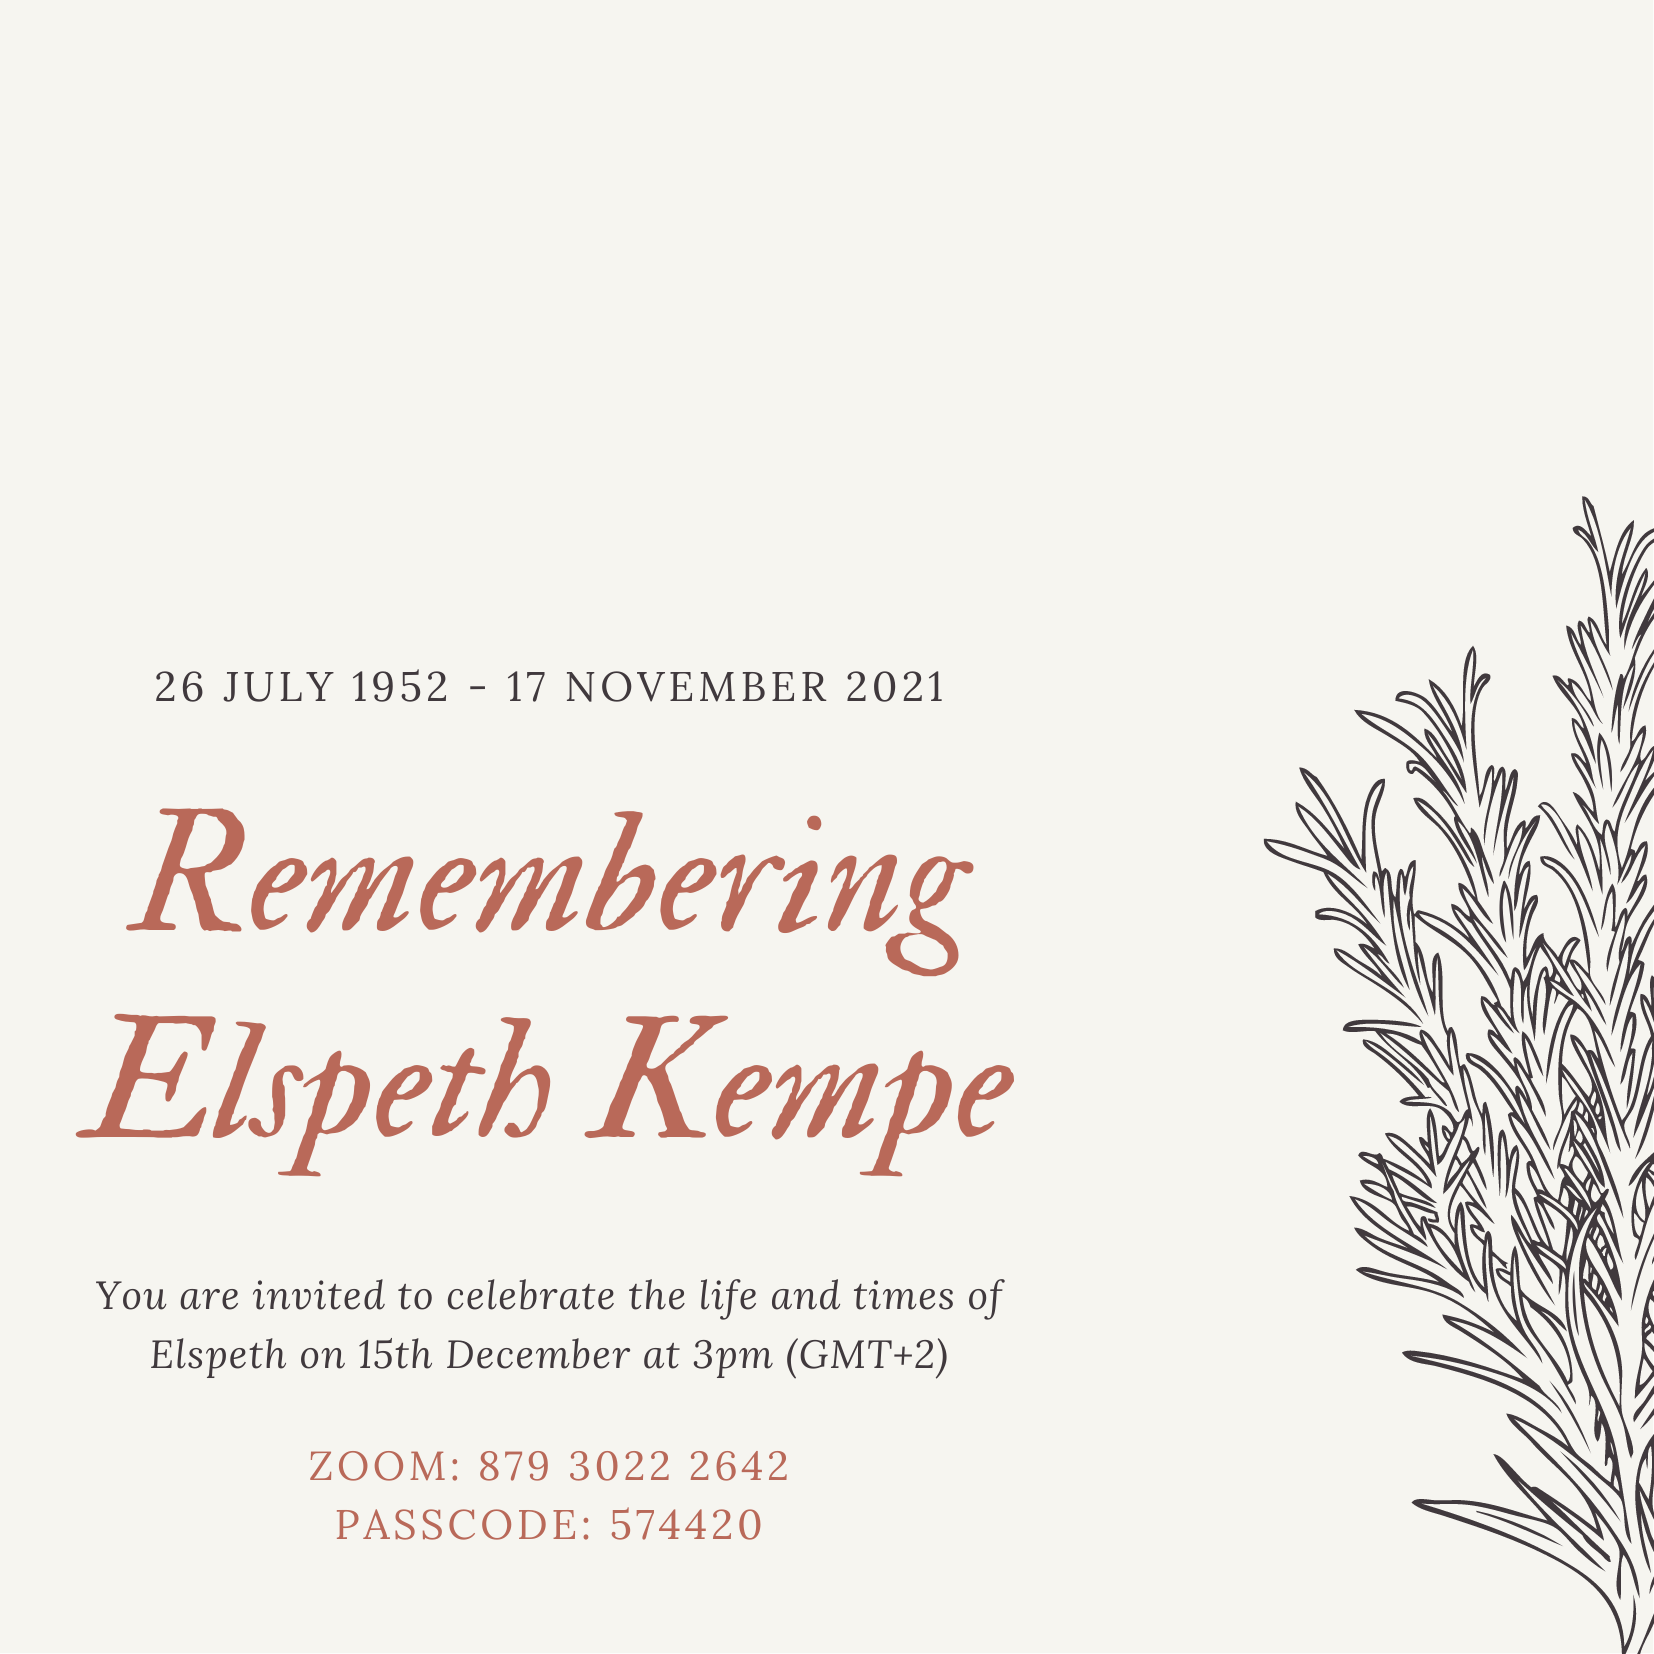 26 JULY 1952 - 17 NOVEMBER 2021
Remembering
Elspeth Kempe
You are invited to celebrate the life and times of
Elspeth on 15th December at 3pm (GMT+2)
ZOOM: 879 3022 2642
PASSCODE: 574420